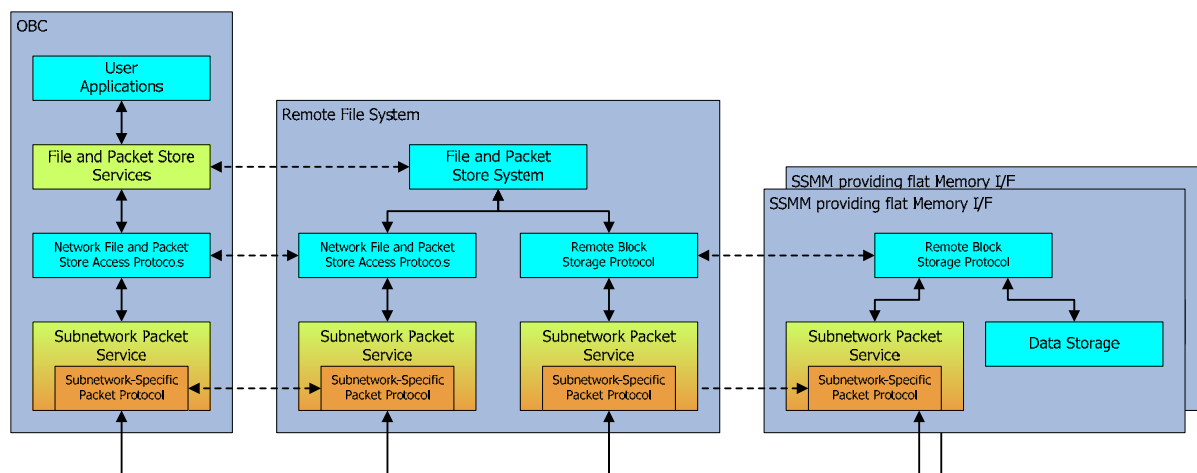 OBC
User
Applications
File and Packet Store
Services
Network File and Packet
Store Access Protocols
Subnetwork Packet
Service
Subnetwork-Specific
Packet Protocol
Remote File System
File and Packet
Store System
Network File and Packet
Store Access Protocols
Remote Block
Storage Protocol
Subnetwork Packet
Service
Subnetwork-Specific
Packet Protocol
Subnetwork Packet
Service
Subnetwork-Specific
Packet Protocol
SSMM providing flat Memory I/F
SSMM providing flat Memory I/F
Remote Block
Storage Protocol
Subnetwork Packet
Service
Subnetwork-Specific
Packet Protocol
Data Storage